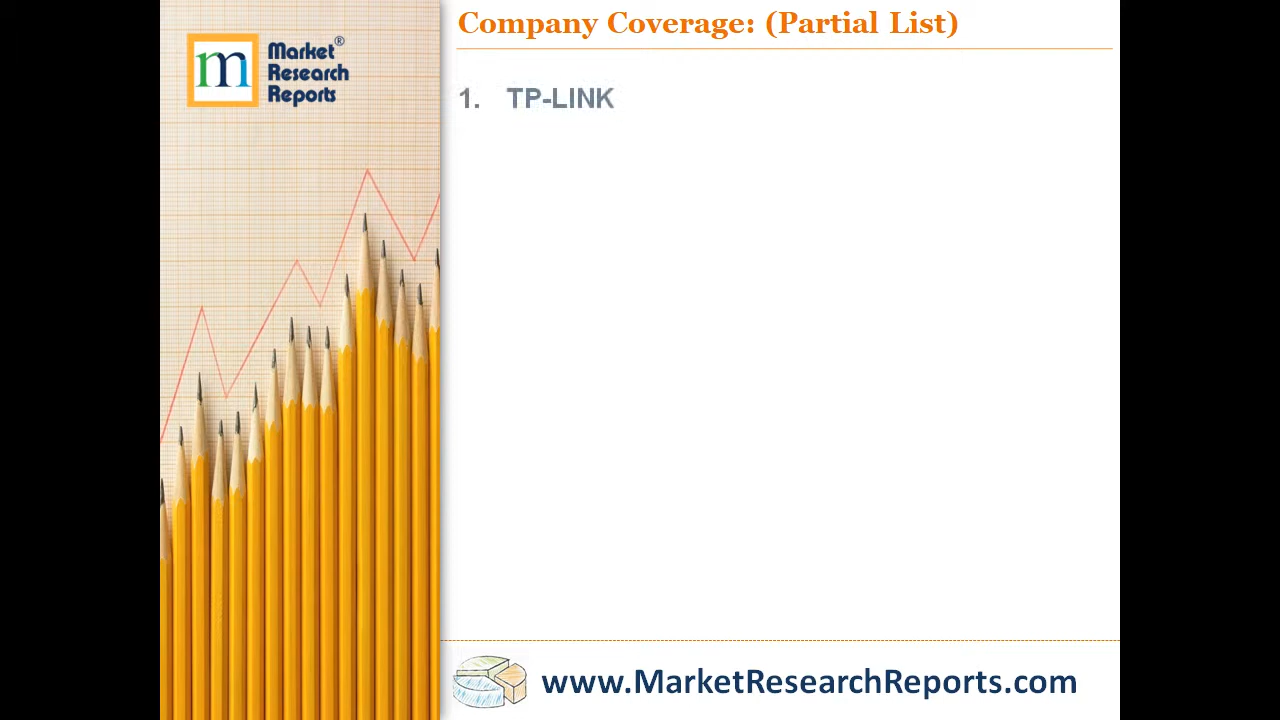 Company Coverage: (Partial List)
m
Market®
Research
Reports
1. TP-LINK
www.MarketResearchReports.com